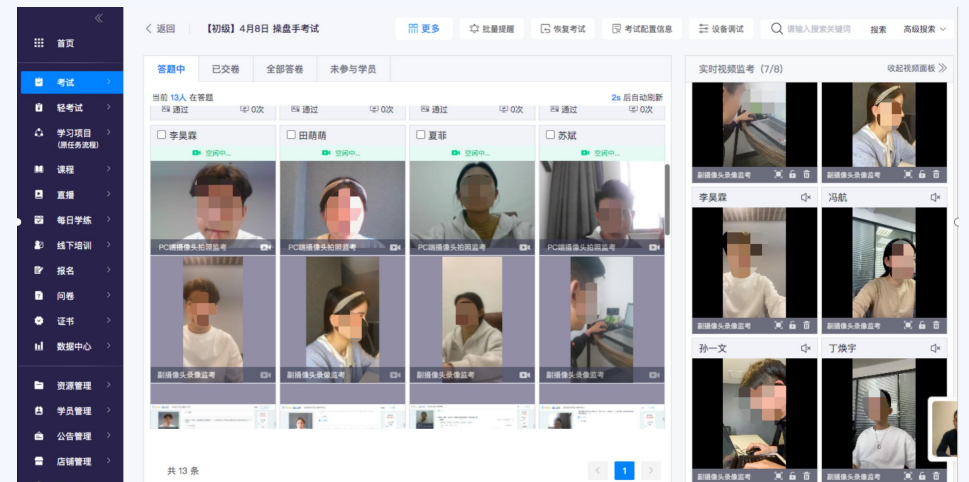 返回
【初级】4月8日 操盘手考试
更多
批量提醒
恢复考试
考试配置信息
设备调试
请输入搜索关键词
搜索
高级搜索
首页
考试
轻考试
学习项目
(原任务流程)
课程
直播
每日学练
线下培训
报名
问卷
证书
数据中心
资源管理
学员管理
公告管理
店铺管理
答题中 已交卷 全部答卷 未参与学员
当前 13人 在答题
2s 后自动刷新
通过 0次 通过 0次 通过 0次 通过 0次
李昊霖 田萌萌 夏菲 苏斌
空闲中... 空闲中... 空闲中... 空闲中...
PC端摄像头拍照监考 PC端摄像头拍照监考 PC端摄像头拍照监考 PC端摄像头拍照监考
副摄像头录像监考 副摄像头录像监考 副摄像头录像监考 副摄像头录像监考
共 13 条
1
实时视频监考 (7/8)
收起视频面板
副摄像头录像监考 副摄像头录像监考
李昊霖 冯航
副摄像头录像监考 副摄像头录像监考
孙一文 丁焕宇
副摄像头录像监考 副摄像头录像监考